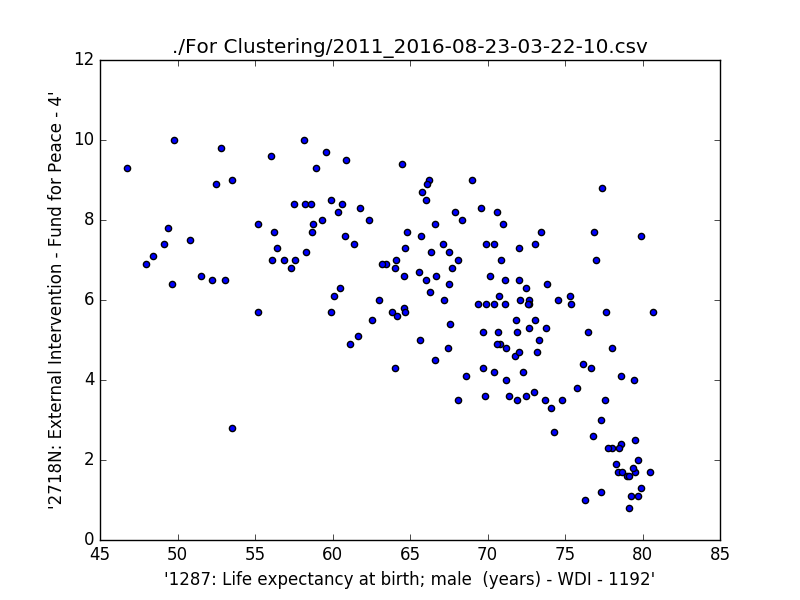 ./For Clustering/2011_2016-08-23-03-22-10.csv
'2718N: External Intervention - Fund for Peace - 4'
12
10
8
6
4
2
0
45 50 55 60 65 70 75 80 85
'1287: Life expectancy at birth; male  (years) - WDI - 1192'